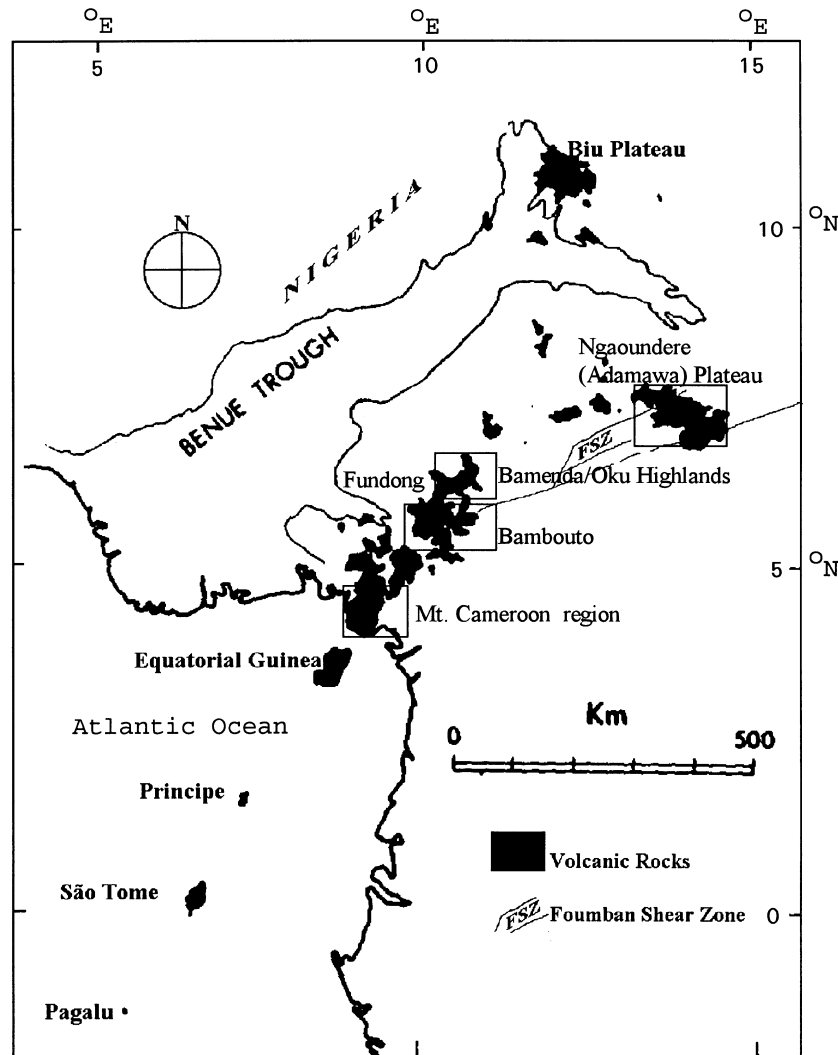 °E °E °E
5 10 15
Biu Plateau
NIGERIA
N
10 °N
BENUE TROUGH
Ngaoundere
(Adamawa) Plateau
FSZ
Fundong
Bamenda/Oku Highlands
Bambouto
5 °N
Mt. Cameroon region
Equatorial Guinea
Atlantic Ocean
Km
0 500
Principe
Volcanic Rocks
São Tome
FSZ Foumban Shear Zone
0
Pagalu